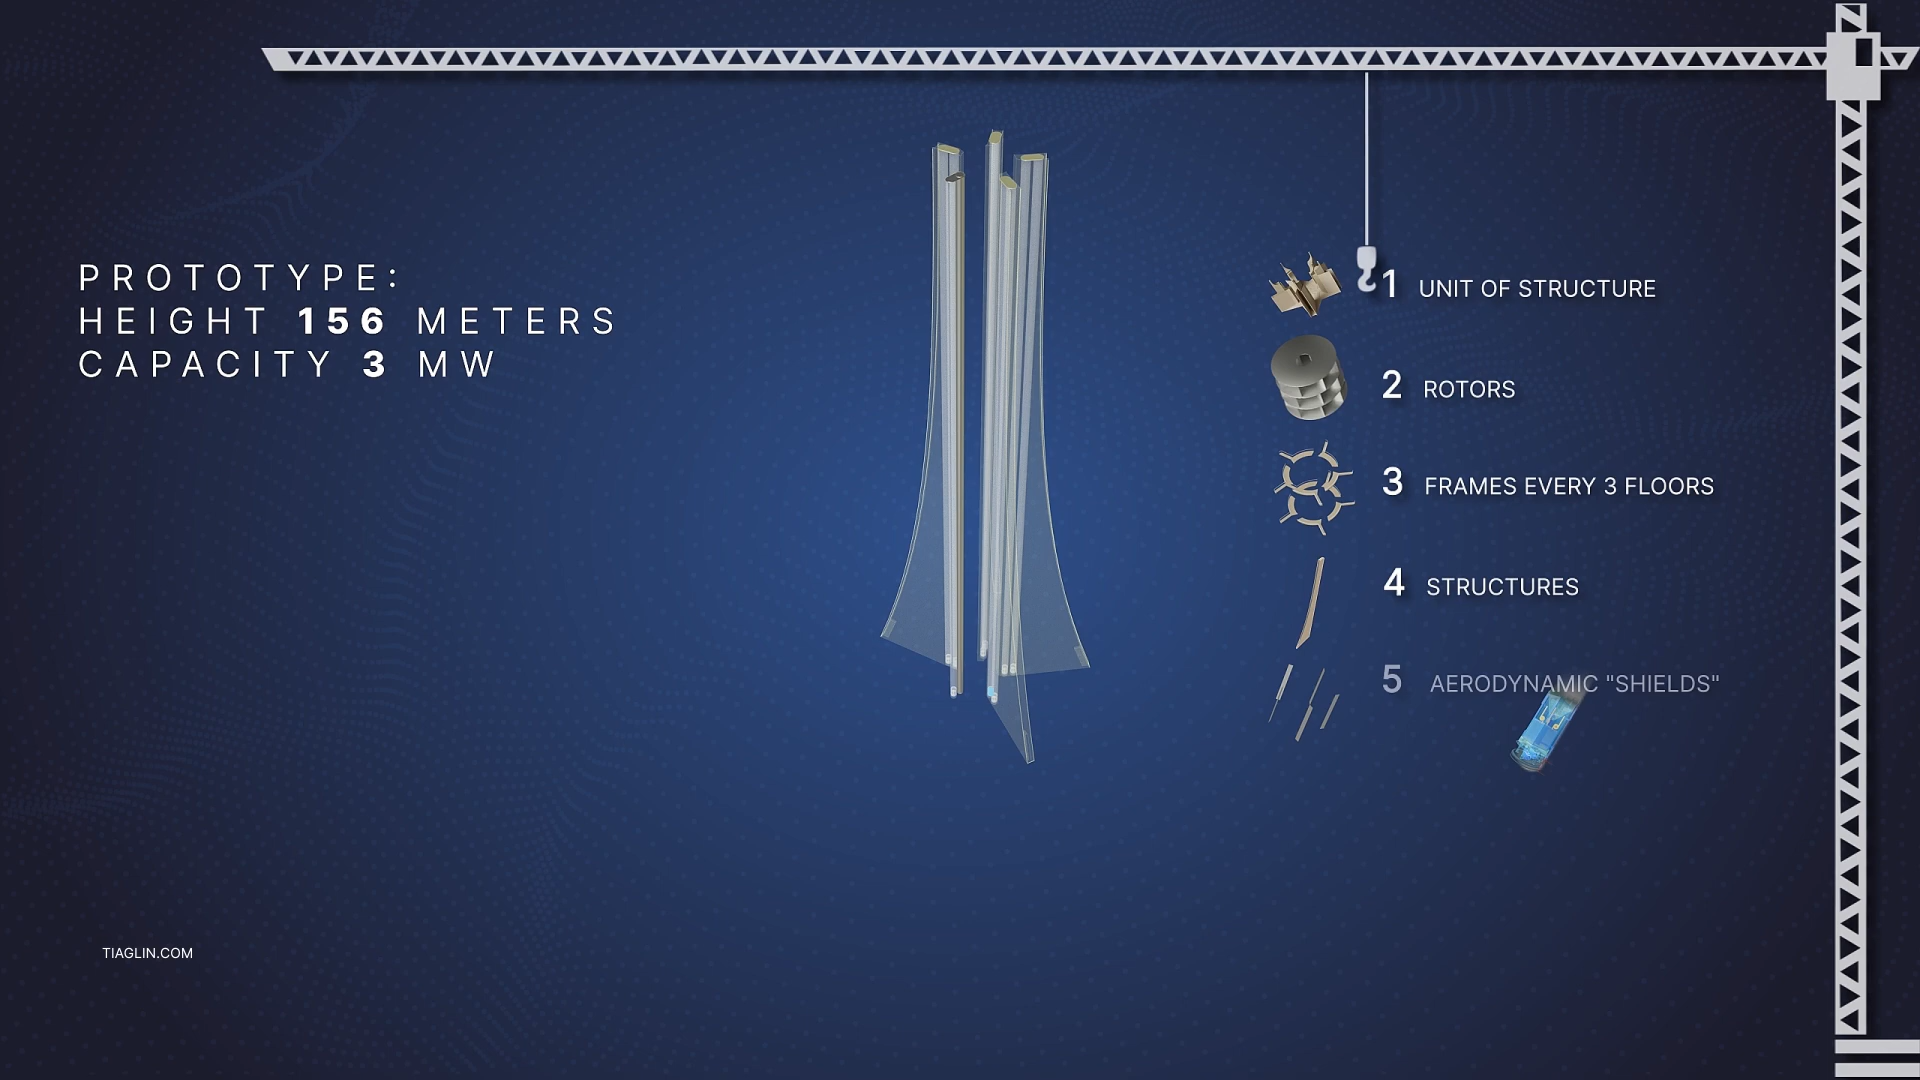 PROTOTYPE:
HEIGHT 156 METERS
CAPACITY 3 MW
1 UNIT OF STRUCTURE
2 ROTORS
3 FRAMES EVERY 3 FLOORS
4 STRUCTURES
5 AERODYNAMIC "SHIELDS"
TIAGLIN.COM